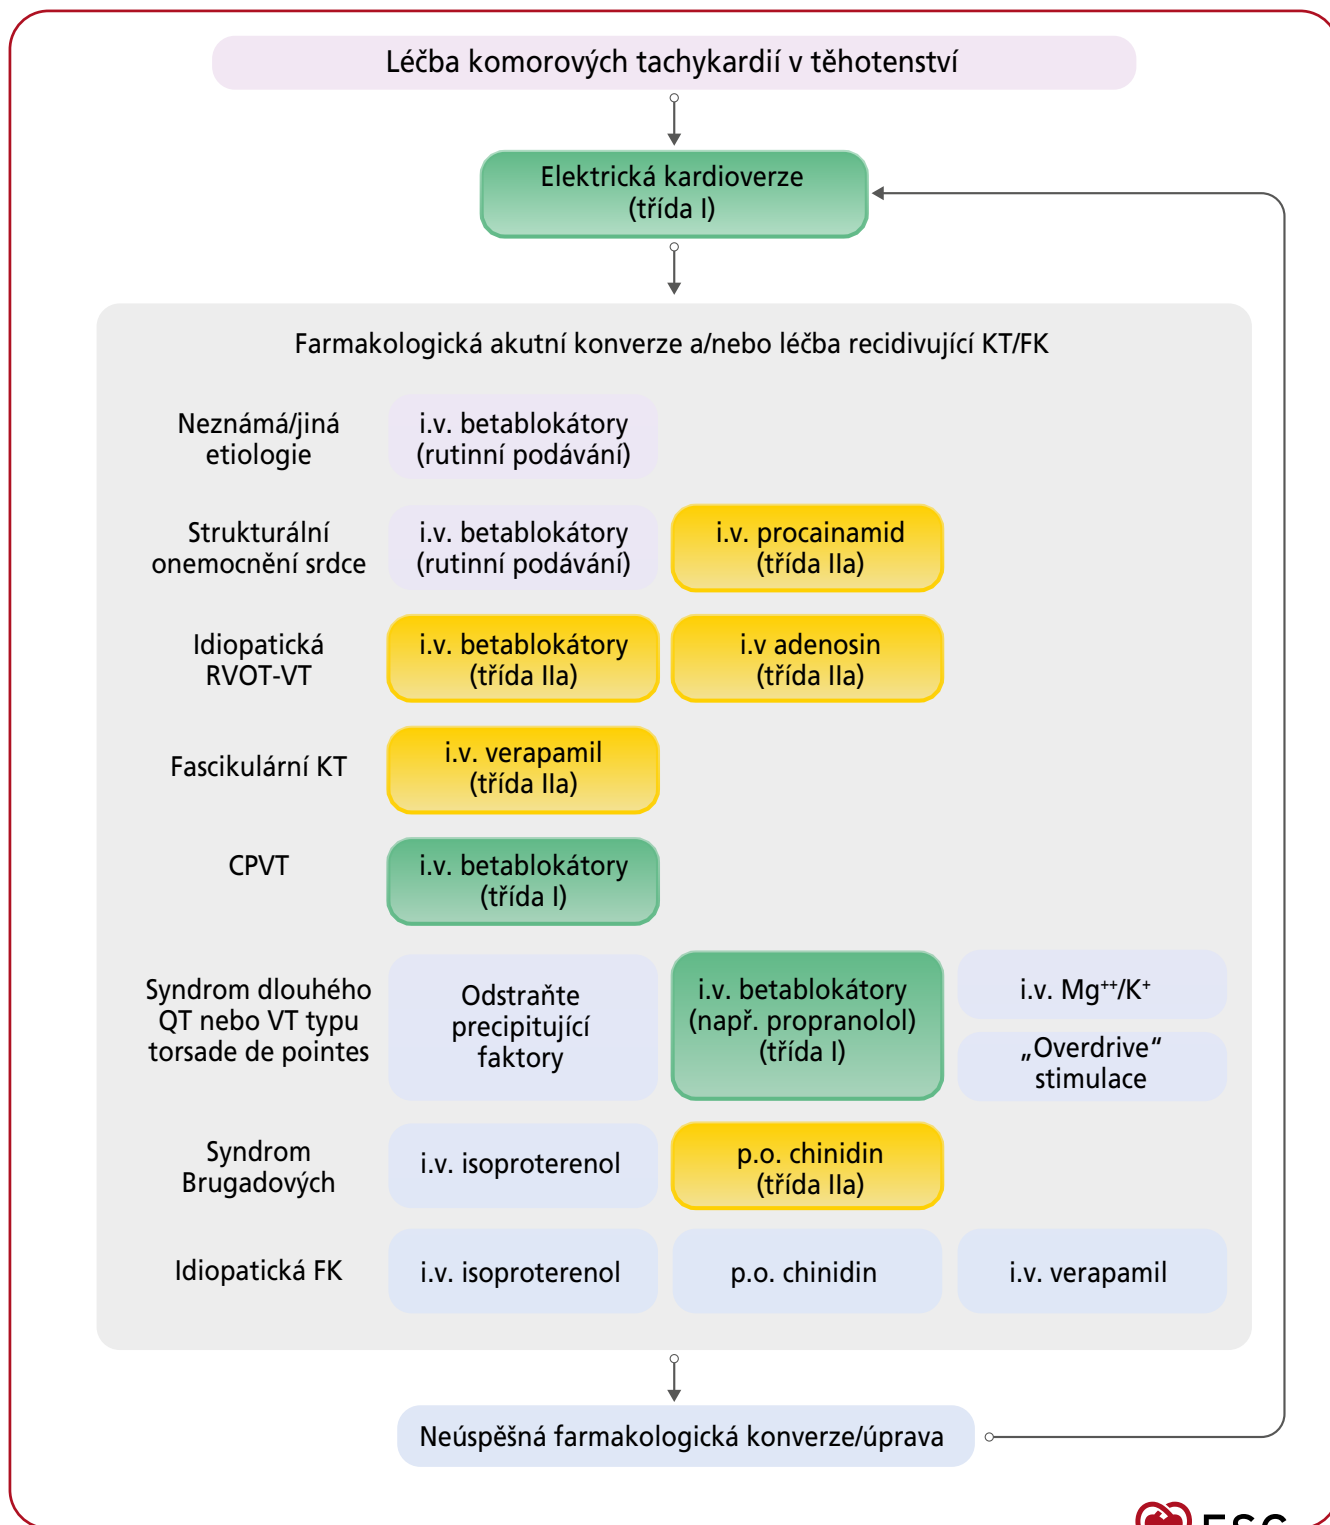 Léčba komorových tachykardií v těhotenství
Elektrická kardioverze
(třída I)
Farmakologická akutní konverze a/nebo léčba recidivující KT/FK
Neznámá/jiná
etiologie
i.v. betablokátory
(rutinní podávání)
Strukturální
onemocnění srdce
i.v. betablokátory
(rutinní podávání)
i.v. procainamid
(třída IIa)
Idiopatická
RVOT-VT
i.v. betablokátory
(třída IIa)
i.v adenosin
(třída IIa)
Fascikulární KT
i.v. verapamil
(třída IIa)
CPVT
i.v. betablokátory
(třída I)
Syndrom dlouhého
QT nebo VT typu
torsade de pointes
Odstraňte
precipitující
faktory
i.v. betablokátory
(např. propranolol)
(třída I)
i.v. Mg⁺⁺/K⁺
„Overdrive“
stimulace
Syndrom
Brugadových
i.v. isoproterenol
p.o. chinidin
(třída IIa)
Idiopatická FK
i.v. isoproterenol
p.o. chinidin
i.v. verapamil
Neúspěšná farmakologická konverze/úprava
ESC